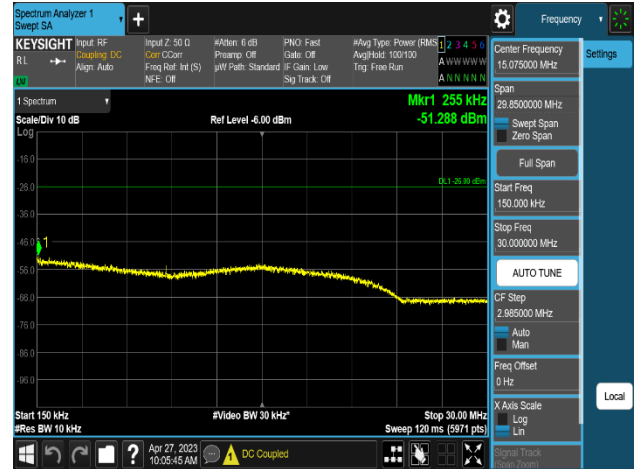 Spectrum Analyzer 1
Swept SA
+
Frequency
KEYSIGHT
RL
LXI
Input: RF
Coupling: DC
Align: Auto
Input Z: 50 Ω
Corr CCorr
Freq Ref: Int (S)
NFE: Off
#Atten: 6 dB
Preamp: Off
µW Path: Standard
PNO: Fast
Gate: Off
IF Gain: Low
Sig Track: Off
#Avg Type: Power (RMS
Avg|Hold: 100/100
Trig: Free Run
1 2 3 4 5 6
A W W W W W
A N N N N N
1 Spectrum
Scale/Div 10 dB
Log
Ref Level -6.00 dBm
Mkr1 255 kHz
-51.288 dBm
DL1 -26.00 dBm
-16.0
-26.0
-36.0
-46.0
-56.0
-66.0
-76.0
-86.0
-96.0
1
Start 150 kHz
#Res BW 10 kHz
#Video BW 30 kHz*
Stop 30.00 MHz
Sweep 120 ms (5971 pts)
Center Frequency
15.075000 MHz
Settings
Span
29.8500000 MHz
Swept Span
Zero Span
Full Span
Start Freq
150.000 kHz
Stop Freq
30.000000 MHz
AUTO TUNE
CF Step
2.985000 MHz
Auto
Man
Freq Offset
0 Hz
X Axis Scale
Log
Lin
Signal Track
(Span Zoom)
Local
?
Apr 27, 2023
10:05:45 AM
DC Coupled